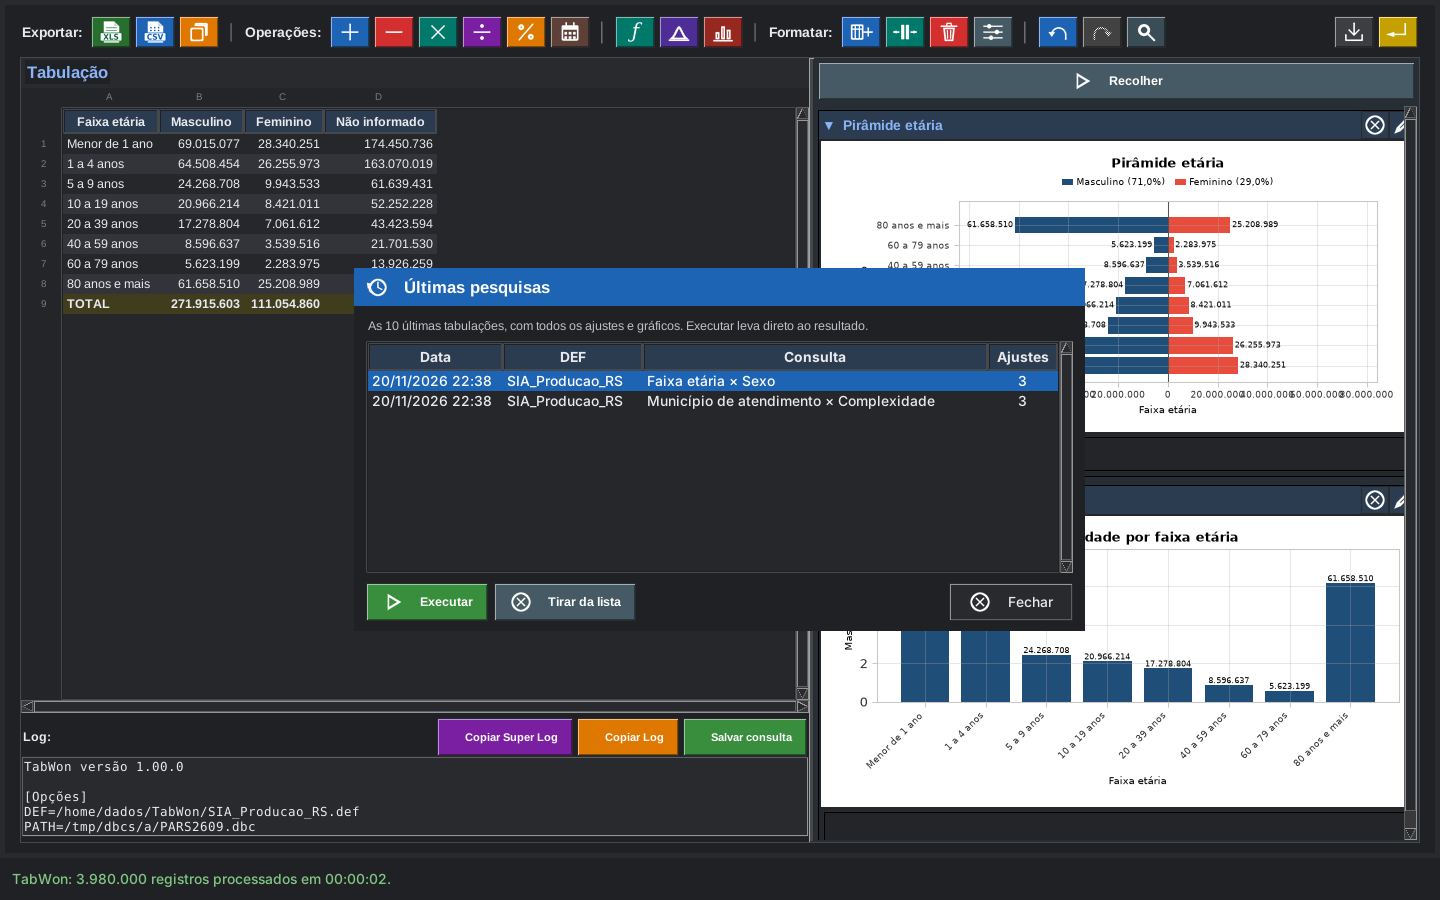 Exportar:
XLS
CSV
Operações:
Formatar:
Tabulação
A B C D
Faixa etária Masculino Feminino Não informado
1 Menor de 1 ano 69.015.077 28.340.251 174.450.736
2 1 a 4 anos 64.508.454 26.255.973 163.070.019
3 5 a 9 anos 24.268.708 9.943.533 61.639.431
4 10 a 19 anos 20.966.214 8.421.011 52.252.228
5 20 a 39 anos 17.278.804 7.061.612 43.423.594
6 40 a 59 anos 8.596.637 3.539.516 21.701.530
7 60 a 79 anos 5.623.199 2.283.975 13.926.259
8 80 anos e mais 61.658.510 25.208.989
9 TOTAL 271.915.603 111.054.860
Últimas pesquisas
As 10 últimas tabulações, com todos os ajustes e gráficos. Executar leva direto ao resultado.
Data DEF Consulta Ajustes
20/11/2026 22:38 SIA_Producao_RS Faixa etária × Sexo 3
20/11/2026 22:38 SIA_Producao_RS Município de atendimento × Complexidade 3
Executar
Tirar da lista
Fechar
Recolher
▼ Pirâmide etária
Pirâmide etária
Masculino (71,0%) Feminino (29,0%)
80 anos e mais 61.658.510 25.208.989
60 a 79 anos 5.623.199 2.283.975
40 a 59 anos 8.596.637 3.539.516
7.278.804 7.061.612
66.214 8.421.011
8.708 9.943.533
26.255.973
28.340.251
20.000.000 0 20.000.000 40.000.000 60.000.000 80.000.000
Faixa etária
dade por faixa etária
61.658.510
24.268.708
20.966.214
17.278.804
8.596.637
5.623.199
Mas
2
0
Menor de 1 ano
1 a 4 anos
5 a 9 anos
10 a 19 anos
20 a 39 anos
40 a 59 anos
60 a 79 anos
80 anos e mais
Faixa etária
Log:
Copiar Super Log
Copiar Log
Salvar consulta
TabWon versão 1.00.0
[Opções]
DEF=/home/dados/TabWon/SIA_Producao_RS.def
PATH=/tmp/dbcs/a/PARS2609.dbc
TabWon: 3.980.000 registros processados em 00:00:02.